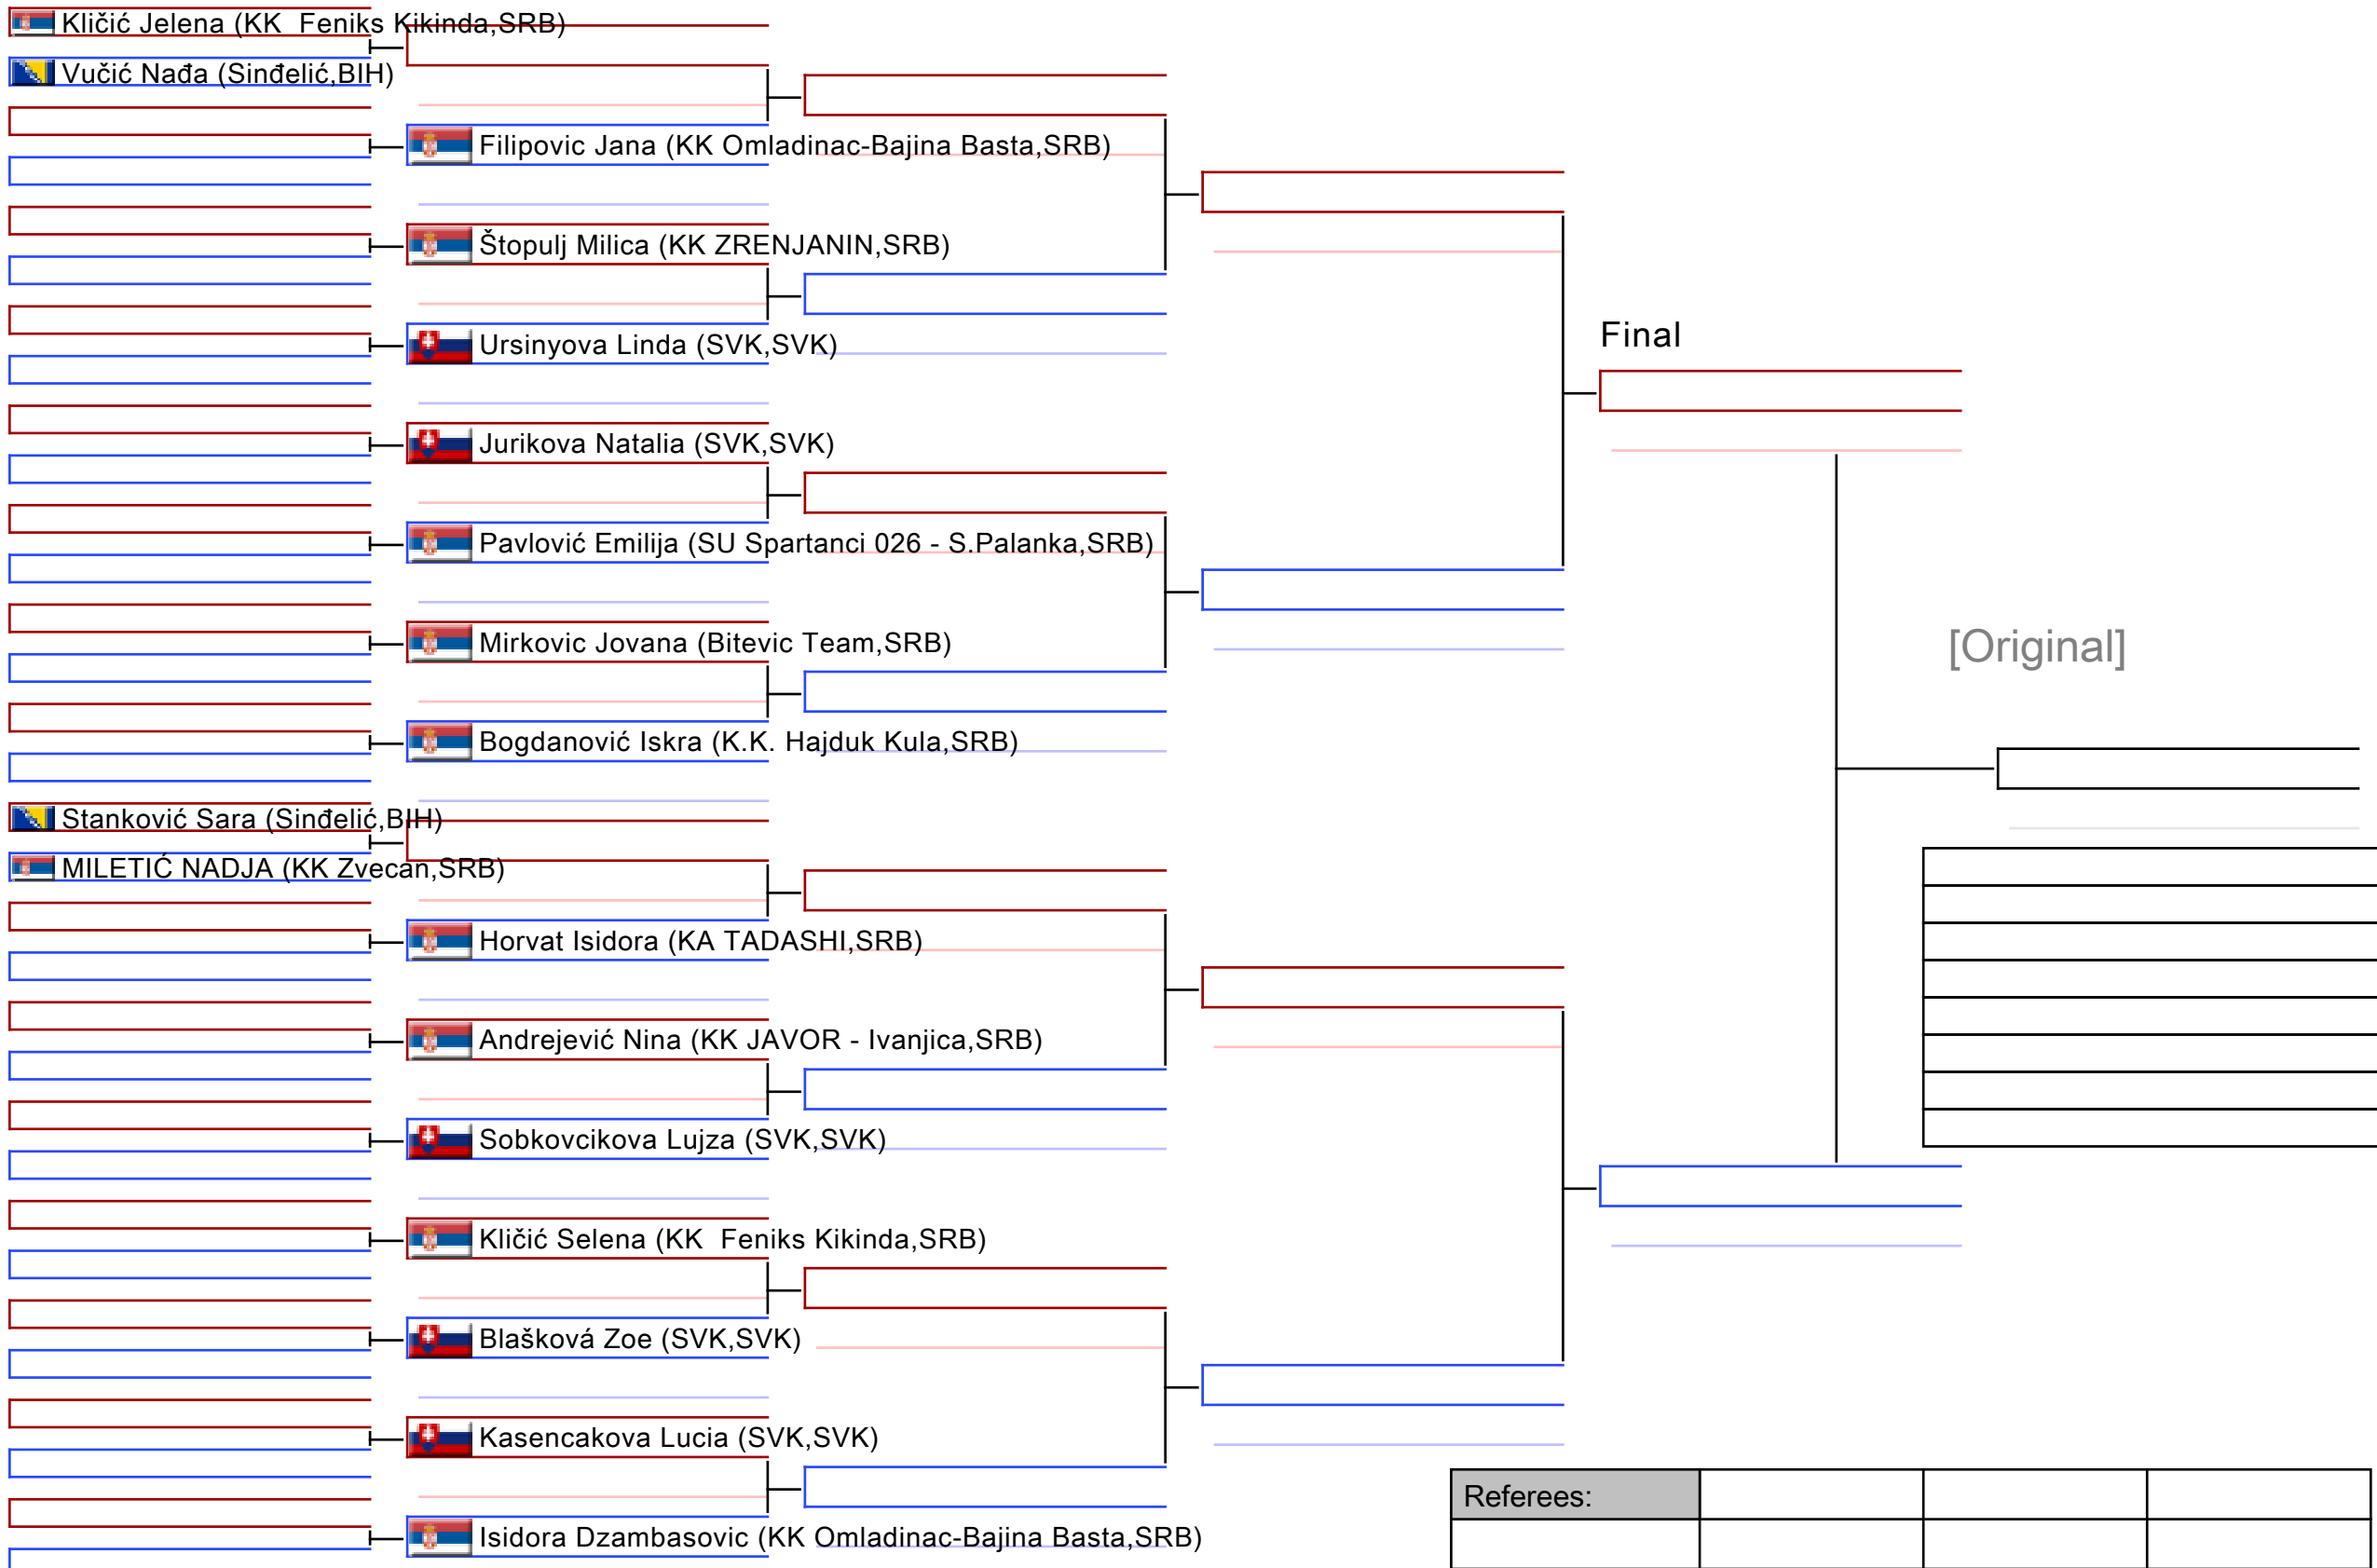 Kličić Jelena (KK  Feniks Kikinda,SRB)
Vučić Nađa (Sinđelić,BIH)
Filipovic Jana (KK Omladinac-Bajina Basta,SRB)
Štopulj Milica (KK ZRENJANIN,SRB)
Ursinyova Linda (SVK,SVK)
Final
Jurikova Natalia (SVK,SVK)
Pavlović Emilija (SU Spartanci 026 - S.Palanka,SRB)
Mirkovic Jovana (Bitevic Team,SRB)
[Original]
Bogdanović Iskra (K.K. Hajduk Kula,SRB)
Stanković Sara (Sinđelić,BIH)
MILETIĆ NADJA (KK Zvecan,SRB)
Horvat Isidora (KA TADASHI,SRB)
Andrejević Nina (KK JAVOR - Ivanjica,SRB)
Sobkovcikova Lujza (SVK,SVK)
Kličić Selena (KK  Feniks Kikinda,SRB)
Blašková Zoe (SVK,SVK)
Kasencakova Lucia (SVK,SVK)
Referees:
Isidora Dzambasovic (KK Omladinac-Bajina Basta,SRB)